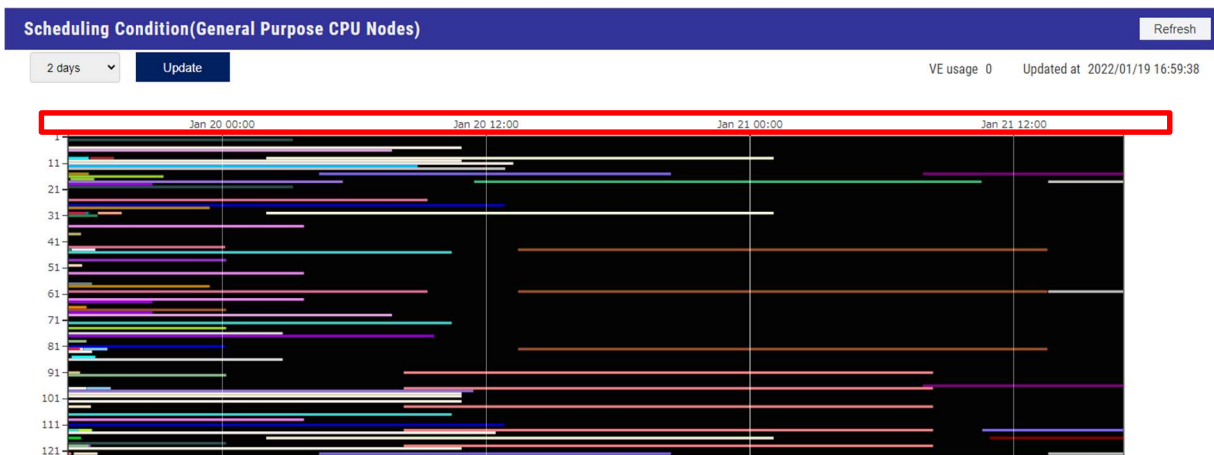 Scheduling Condition(General Purpose CPU Nodes)
Refresh
2 days
Update
VE usage 0
Updated at 2022/01/19 16:59:38
Jan 20 00:00
Jan 20 12:00
Jan 21 00:00
Jan 21 12:00
1
11
21
31
41
51
61
71
81
91
101
111
121